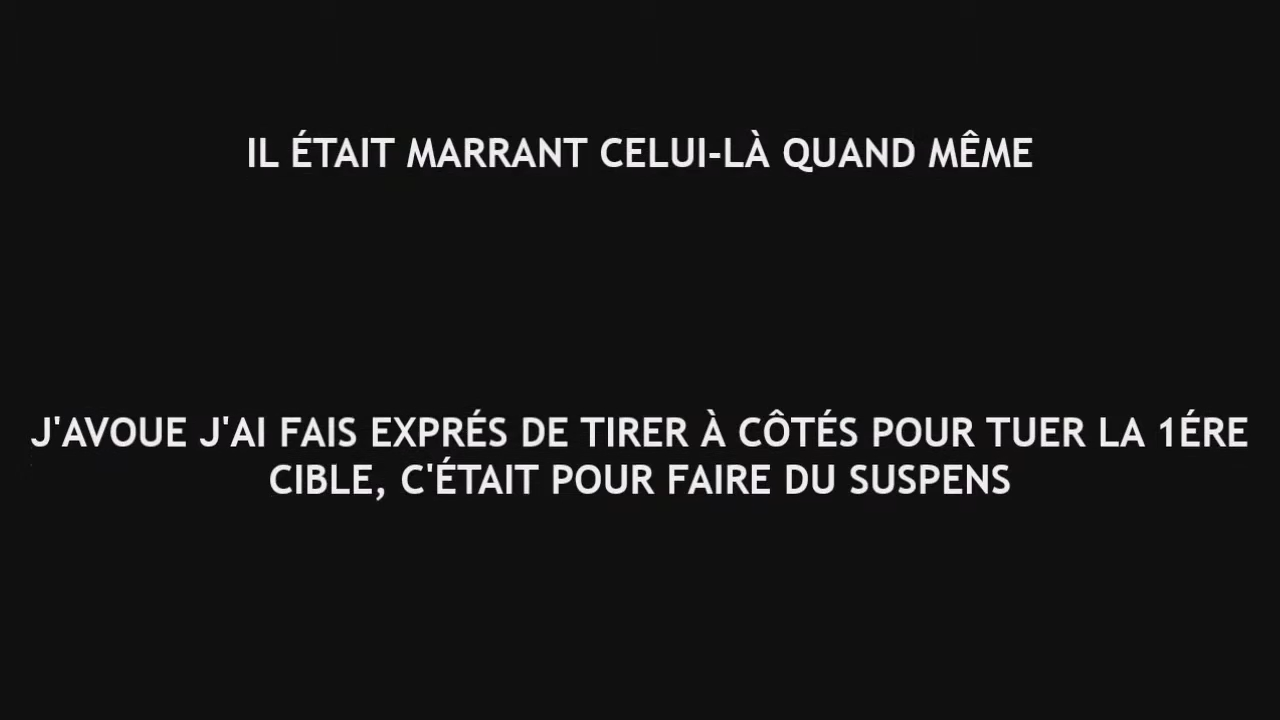 IL ÉTAIT MARRANT CELUI-LÀ QUAND MÊME
J'AVOUE J'AI FAIS EXPRÉS DE TIRER À CÔTÉS POUR TUER LA 1ÉRE
CIBLE, C'ÉTAIT POUR FAIRE DU SUSPENS